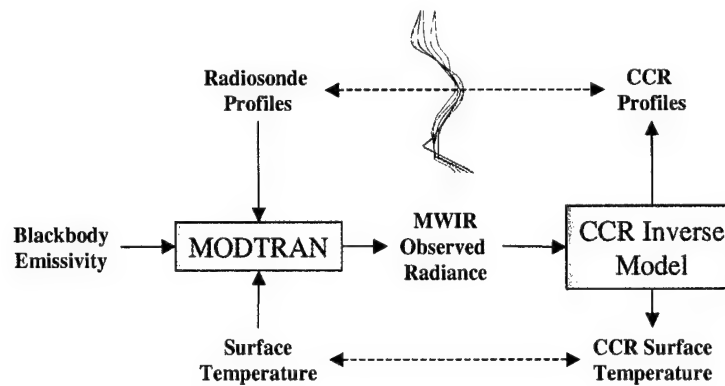 Radiosonde
Profiles
CCR
Profiles
Blackbody
Emissivity
MODTRAN
MWIR
Observed
Radiance
CCR Inverse
Model
Surface
Temperature
CCR Surface
Temperature